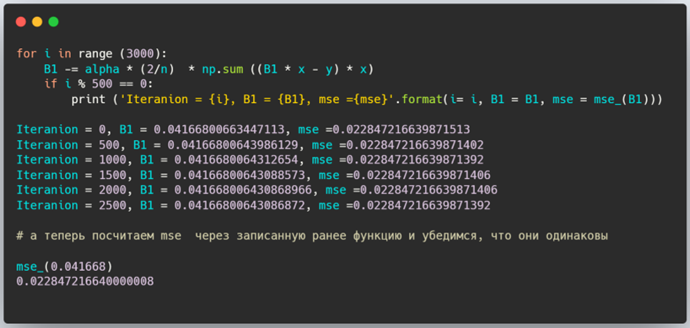 for i in range (3000):
B1 -= alpha * (2/n)  * np.sum ((B1 * x - y) * x)
if i % 500 == 0:
print ('Iteranion = {i}, B1 = {B1}, mse ={mse}'.format(i= i, B1 = B1, mse = mse_(B1)))
Iteranion = 0, B1 = 0.04166800663447113, mse =0.022847216639871513
Iteranion = 500, B1 = 0.04166800643986129, mse =0.022847216639871402
Iteranion = 1000, B1 = 0.0416680064312654, mse =0.022847216639871392
Iteranion = 1500, B1 = 0.04166800643088573, mse =0.022847216639871406
Iteranion = 2000, B1 = 0.041668006430868966, mse =0.022847216639871406
Iteranion = 2500, B1 = 0.04166800643086872, mse =0.022847216639871392
# а теперь посчитаем mse  через записанную ранее функцию и убедимся, что они одинаковы
mse_(0.041668)
0.022847216640000008